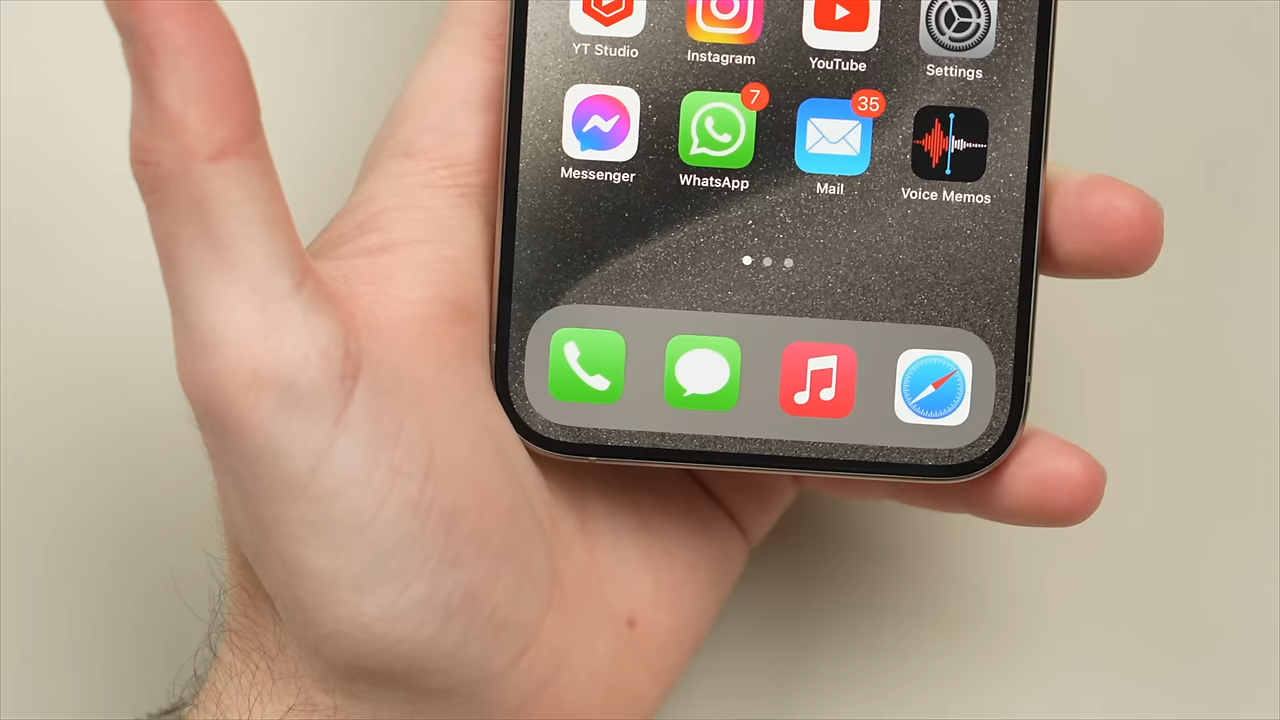 YT Studio
Instagram
YouTube
Settings
7
35
Messenger
WhatsApp
Mail
Voice Memos